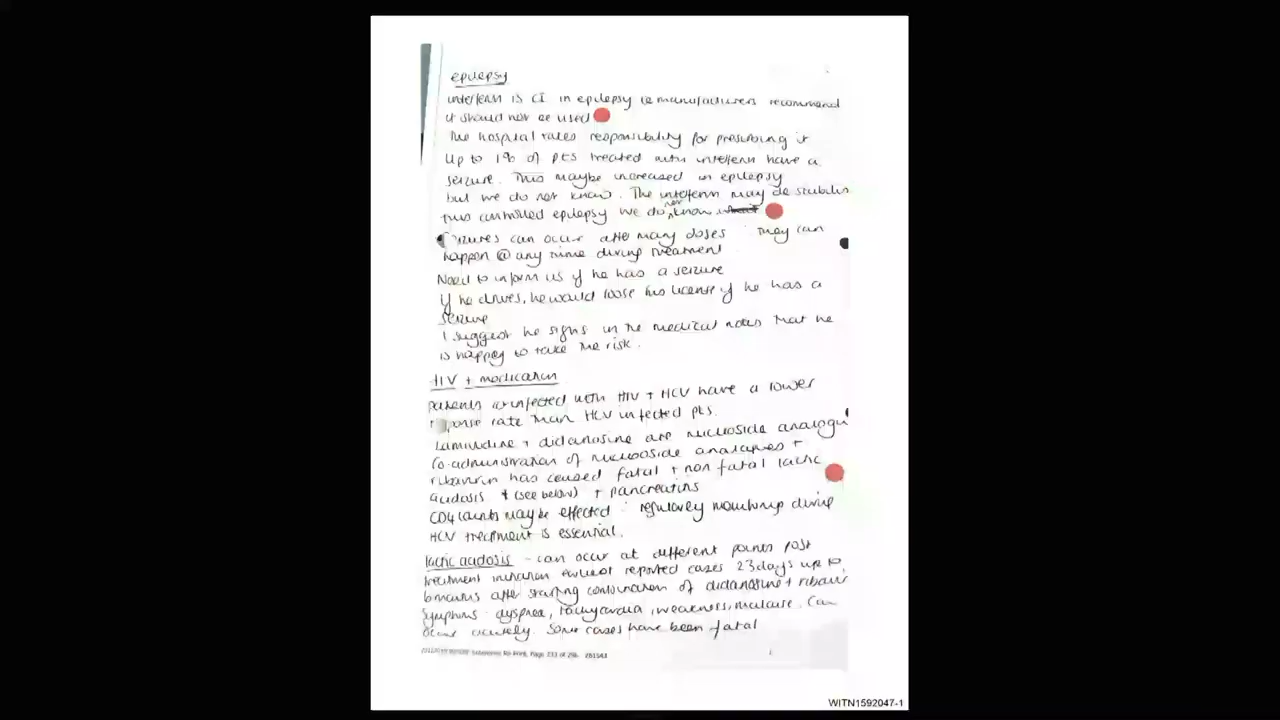 epilepsy
interferon is CI in epilepsy ie manufacturers recommend
it should not be used
The hospital takes responsibility for prescribing it
Up to 1% of pts treated with interferon have a
seizure. This maybe increased in epilepsy
but we do not know. The interferon may destabilis
this controlled epilepsy we do not know
Seizures can occur after many doses ∵ They can
happen @ any time during treatment
Need to inform us if he has a seizure
If he drives, he would loose his license if he has a
seizure
I suggest he signs in the medical notes that he
is happy to take the risk.
HIV + medication
patients coinfected with HIV + HCV have a lower
response rate than HCV infected pts.
Lamivudine + didanosine are nucleoside analogu
Co-administration of nucleoside analogues +
ribavirin has caused fatal + non fatal lactic
acidosis (see below) + pancreatitis
CD4 counts may be effected ∴ regularly monitoring during
HCV treatment is essential.
lactic acidosis - can occur at different points post
treatment initiation earliest reported cases 23 days up to
6 months after starting combination of didanosine + ribavir
Symptoms - dyspnea, tachycardia, weakness, malaise. Can
occur acutely. Some cases have been fatal
Page 233 of 296
WITN1592047-1